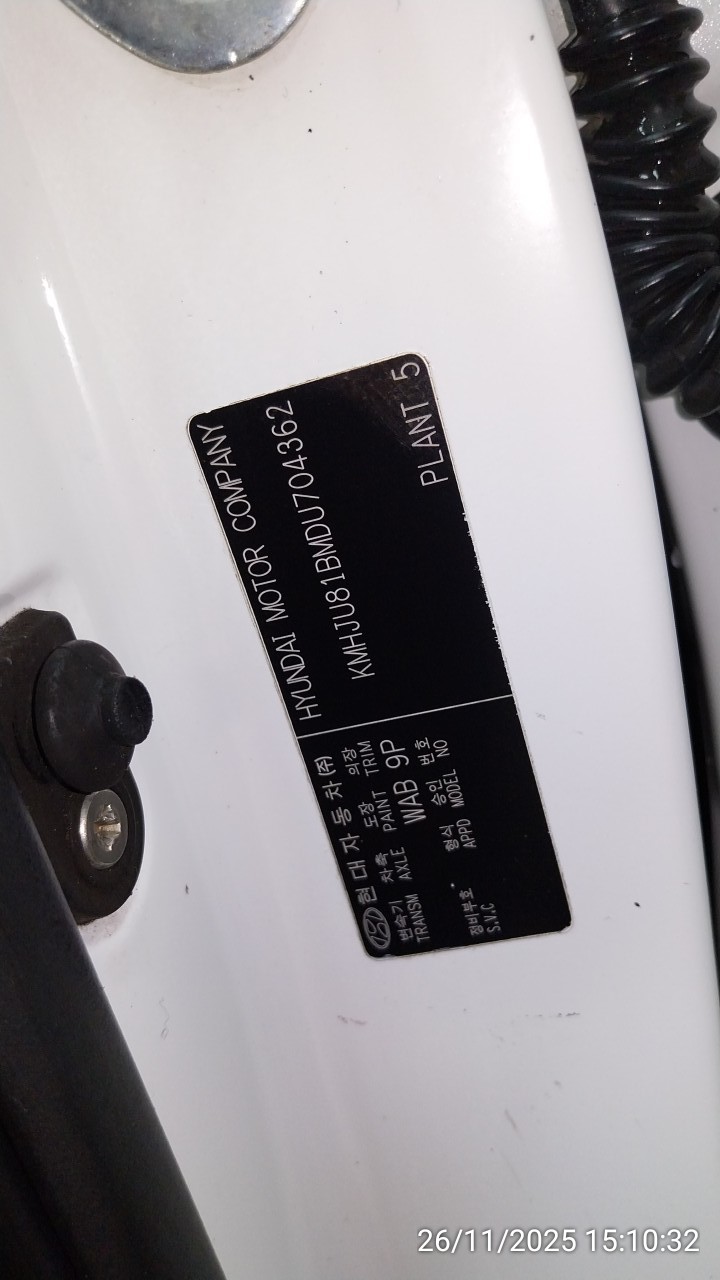 현대자동차(주) HYUNDAI MOTOR COMPANY
KMHJU81BMDU704362
변속기 차축 도장 의장
TRANSM AXLE PAINT TRIM
WAB 9P
PLANT 5
정비부호 형식 승인 번호
S.V.C APPD MODEL NO
26/11/2025 15:10:32